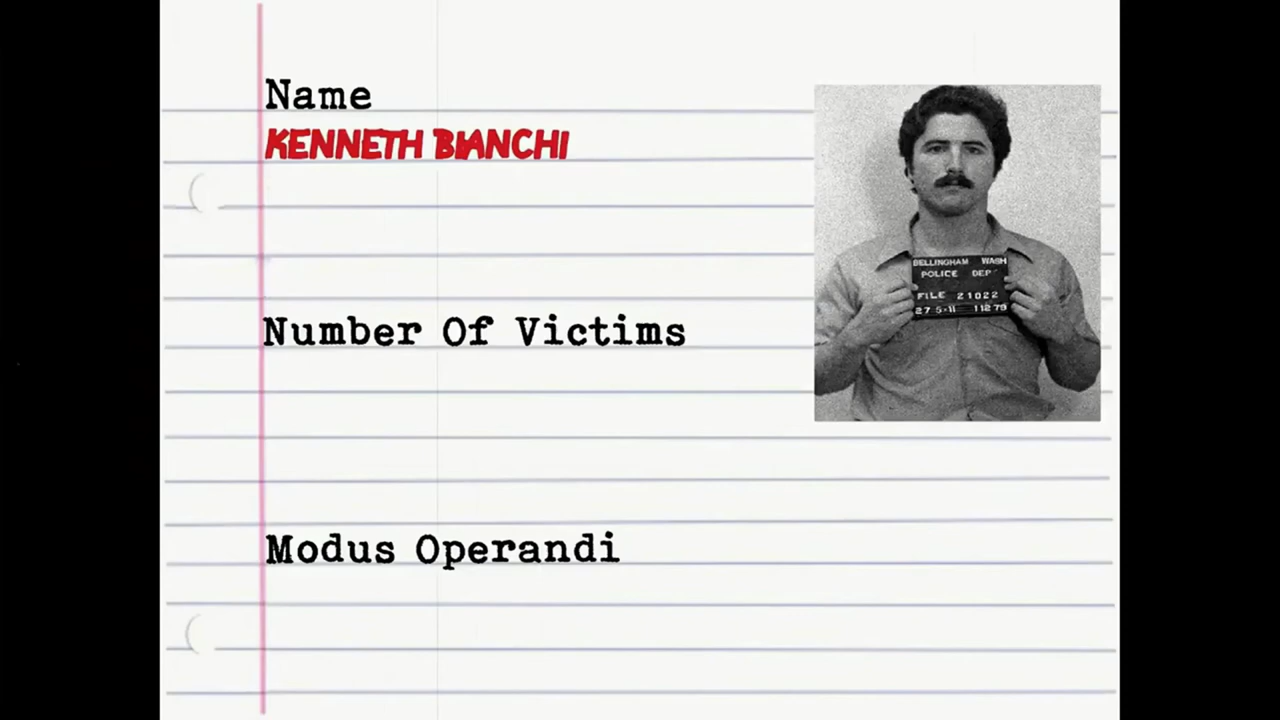 Name
KENNETH BIANCHI
BELLINGHAM WASH
POLICE DEP
FILE 21022
Number Of Victims
Modus Operandi